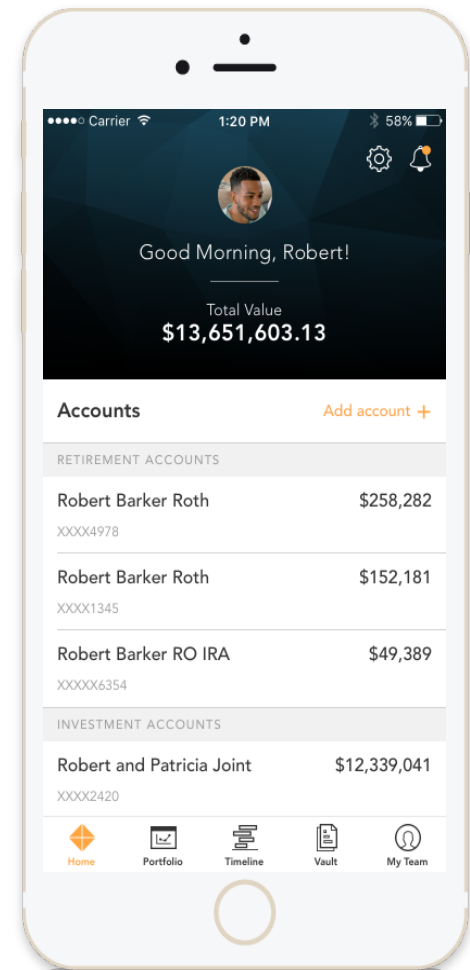 Carrier 1:20 PM 58%
Good Morning, Robert!
Total Value
$13,651,603.13
Accounts Add account +
RETIREMENT ACCOUNTS
Robert Barker Roth $258,282
XXXX4978
Robert Barker Roth $152,181
XXXX1345
Robert Barker RO IRA $49,389
XXXXX6354
INVESTMENT ACCOUNTS
Robert and Patricia Joint $12,339,041
XXXX2420
Home Portfolio Timeline Vault My Team